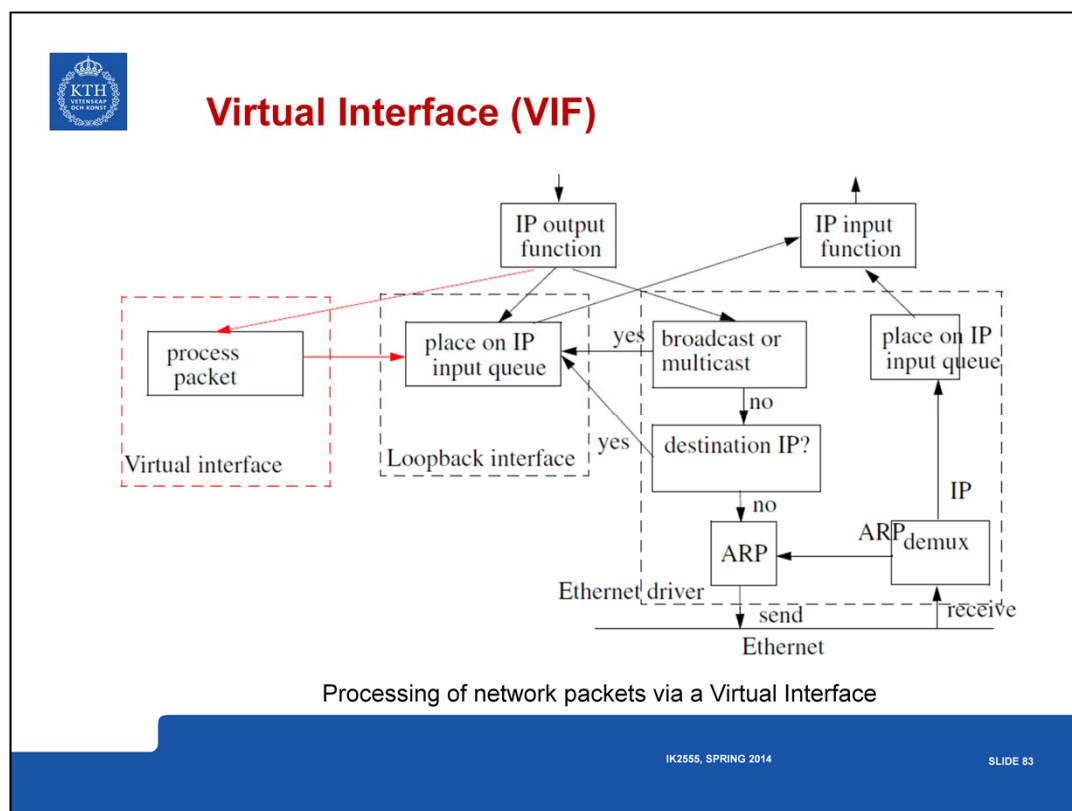 KTH
VETENSKAP
OCH KONST
Virtual Interface (VIF)
IP output
function
IP input
function
process
packet
Virtual interface
place on IP
input queue
Loopback interface
yes
broadcast or
multicast
no
yes
destination IP?
no
ARP
Ethernet driver
place on IP
input queue
IP
ARP
demux
send
receive
Ethernet
Processing of network packets via a Virtual Interface
IK2555, SPRING 2014
SLIDE 83